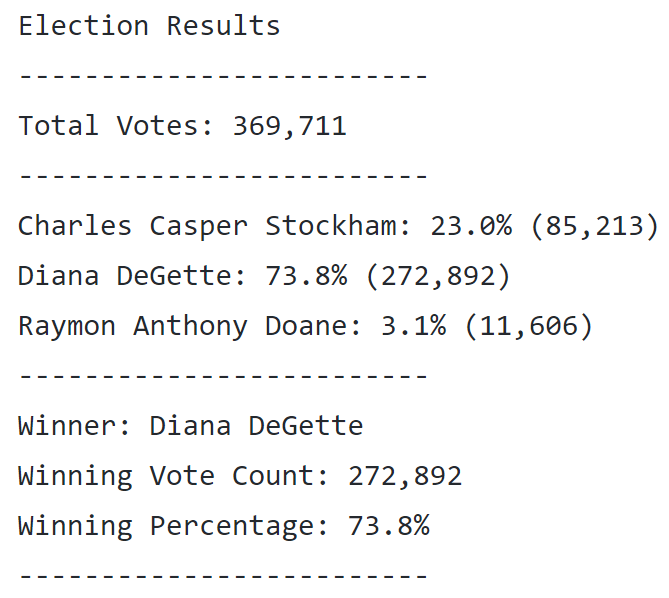 Election Results
-------------------------
Total Votes: 369,711
-------------------------
Charles Casper Stockham: 23.0% (85,213)
Diana DeGette: 73.8% (272,892)
Raymon Anthony Doane: 3.1% (11,606)
-------------------------
Winner: Diana DeGette
Winning Vote Count: 272,892
Winning Percentage: 73.8%
-------------------------